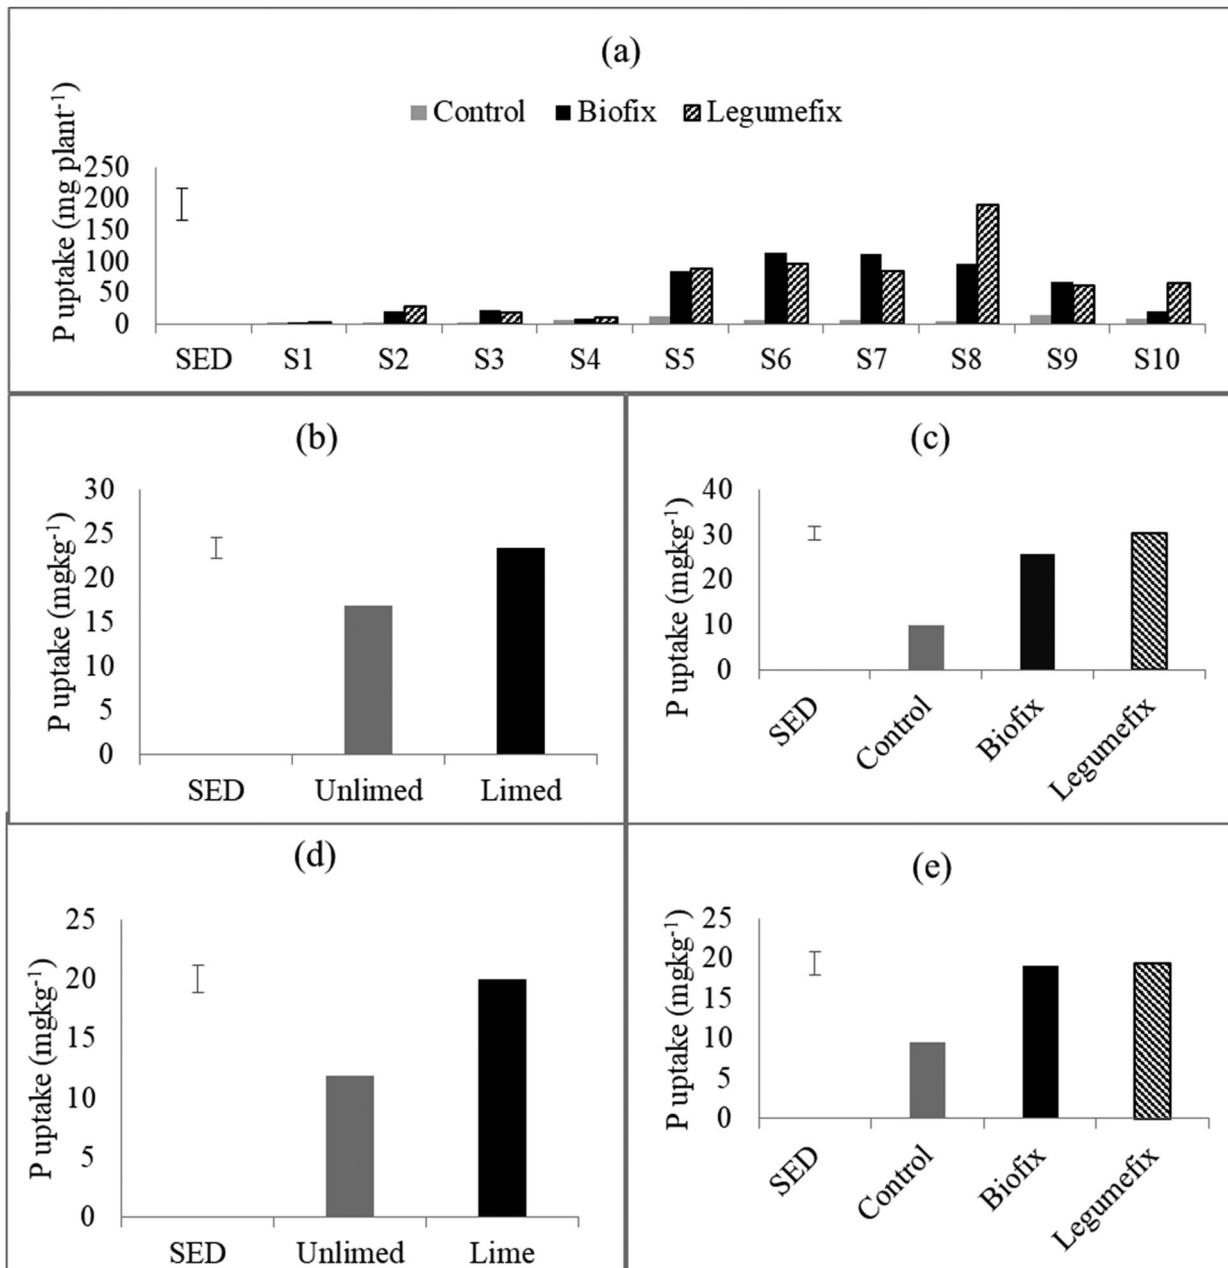 (a)
Control Biofix Legumefix
P uptake (mg plant⁻¹)
250
200
150
100
50
0
SED S1 S2 S3 S4 S5 S6 S7 S8 S9 S10
(b)
P uptake (mgkg⁻¹)
30
25
20
15
10
5
0
SED Unlimed Limed
(c)
P uptake (mgkg⁻¹)
40
30
20
10
0
SED Control Biofix Legumefix
(d)
P uptake (mgkg⁻¹)
25
20
15
10
5
0
SED Unlimed Lime
(e)
P uptake (mgkg⁻¹)
25
20
15
10
5
0
SED Control Biofix Legumefix